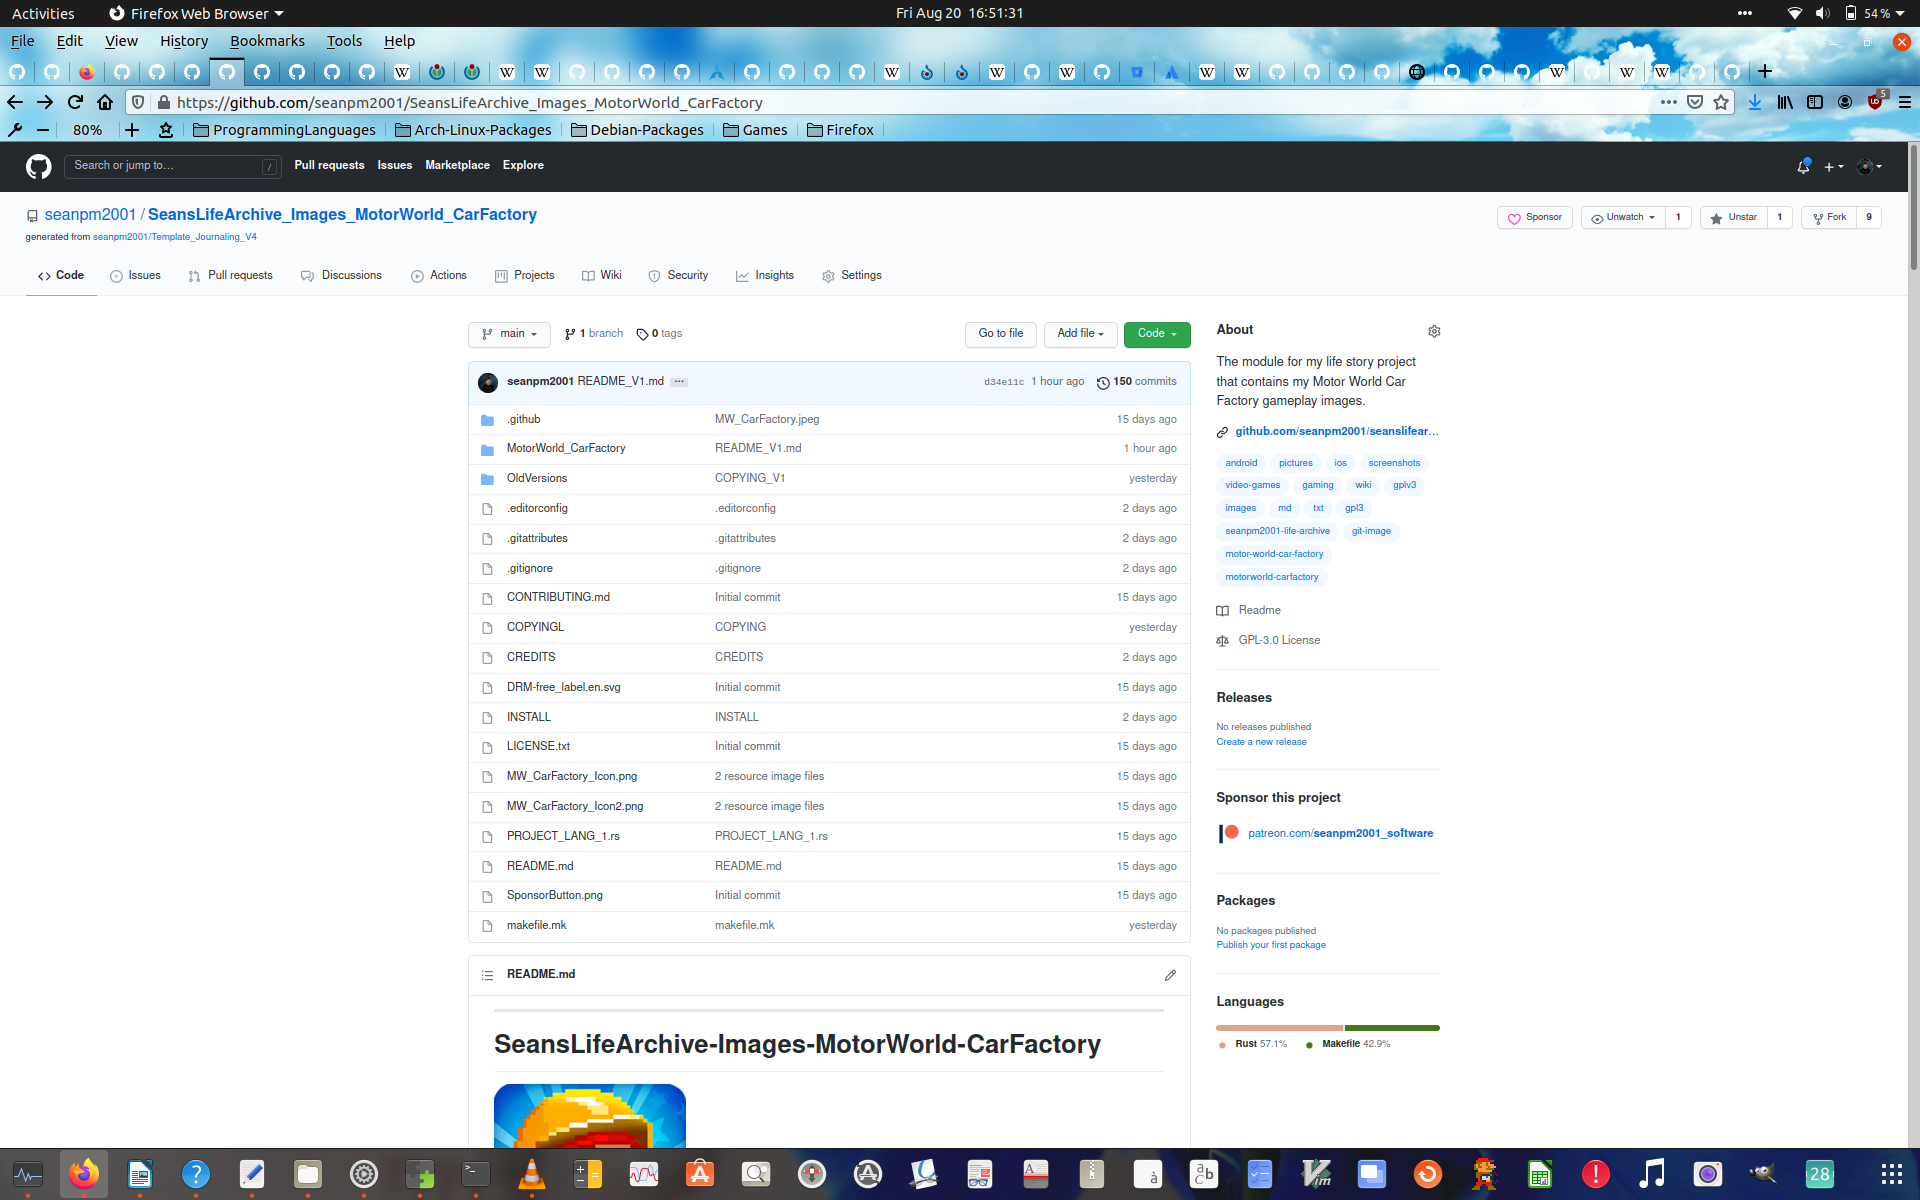 Activities Firefox Web Browser Fri Aug 20 16:51:31 54 %
File Edit View History Bookmarks Tools Help
https://github.com/seanpm2001/SeansLifeArchive_Images_MotorWorld_CarFactory 5
80% ProgrammingLanguages Arch-Linux-Packages Debian-Packages Games Firefox
Search or jump to… / Pull requests Issues Marketplace Explore
seanpm2001 / SeansLifeArchive_Images_MotorWorld_CarFactory Sponsor Unwatch 1 Unstar 1 Fork 9
generated from seanpm2001/Template_Journaling_V4
Code Issues Pull requests Discussions Actions Projects Wiki Security Insights Settings
main 1 branch 0 tags Go to file Add file Code
seanpm2001 README_V1.md ... d34e11c 1 hour ago 150 commits
.github MW_CarFactory.jpeg 15 days ago
MotorWorld_CarFactory README_V1.md 1 hour ago
OldVersions COPYING_V1 yesterday
.editorconfig .editorconfig 2 days ago
.gitattributes .gitattributes 2 days ago
.gitignore .gitignore 2 days ago
CONTRIBUTING.md Initial commit 15 days ago
COPYINGL COPYING yesterday
CREDITS CREDITS 2 days ago
DRM-free_label.en.svg Initial commit 15 days ago
INSTALL INSTALL 2 days ago
LICENSE.txt Initial commit 15 days ago
MW_CarFactory_Icon.png 2 resource image files 15 days ago
MW_CarFactory_Icon2.png 2 resource image files 15 days ago
PROJECT_LANG_1.rs PROJECT_LANG_1.rs 15 days ago
README.md README.md 15 days ago
SponsorButton.png Initial commit 15 days ago
makefile.mk makefile.mk yesterday
README.md
SeansLifeArchive-Images-MotorWorld-CarFactory
About
The module for my life story project
that contains my Motor World Car
Factory gameplay images.
github.com/seanpm2001/seanslifear...
android pictures ios screenshots
video-games gaming wiki gplv3
images md txt gpl3
seanpm2001-life-archive git-image
motor-world-car-factory
motorworld-carfactory
Readme
GPL-3.0 License
Releases
No releases published
Create a new release
Sponsor this project
patreon.com/seanpm2001_software
Packages
No packages published
Publish your first package
Languages
Rust 57.1% Makefile 42.9%
28